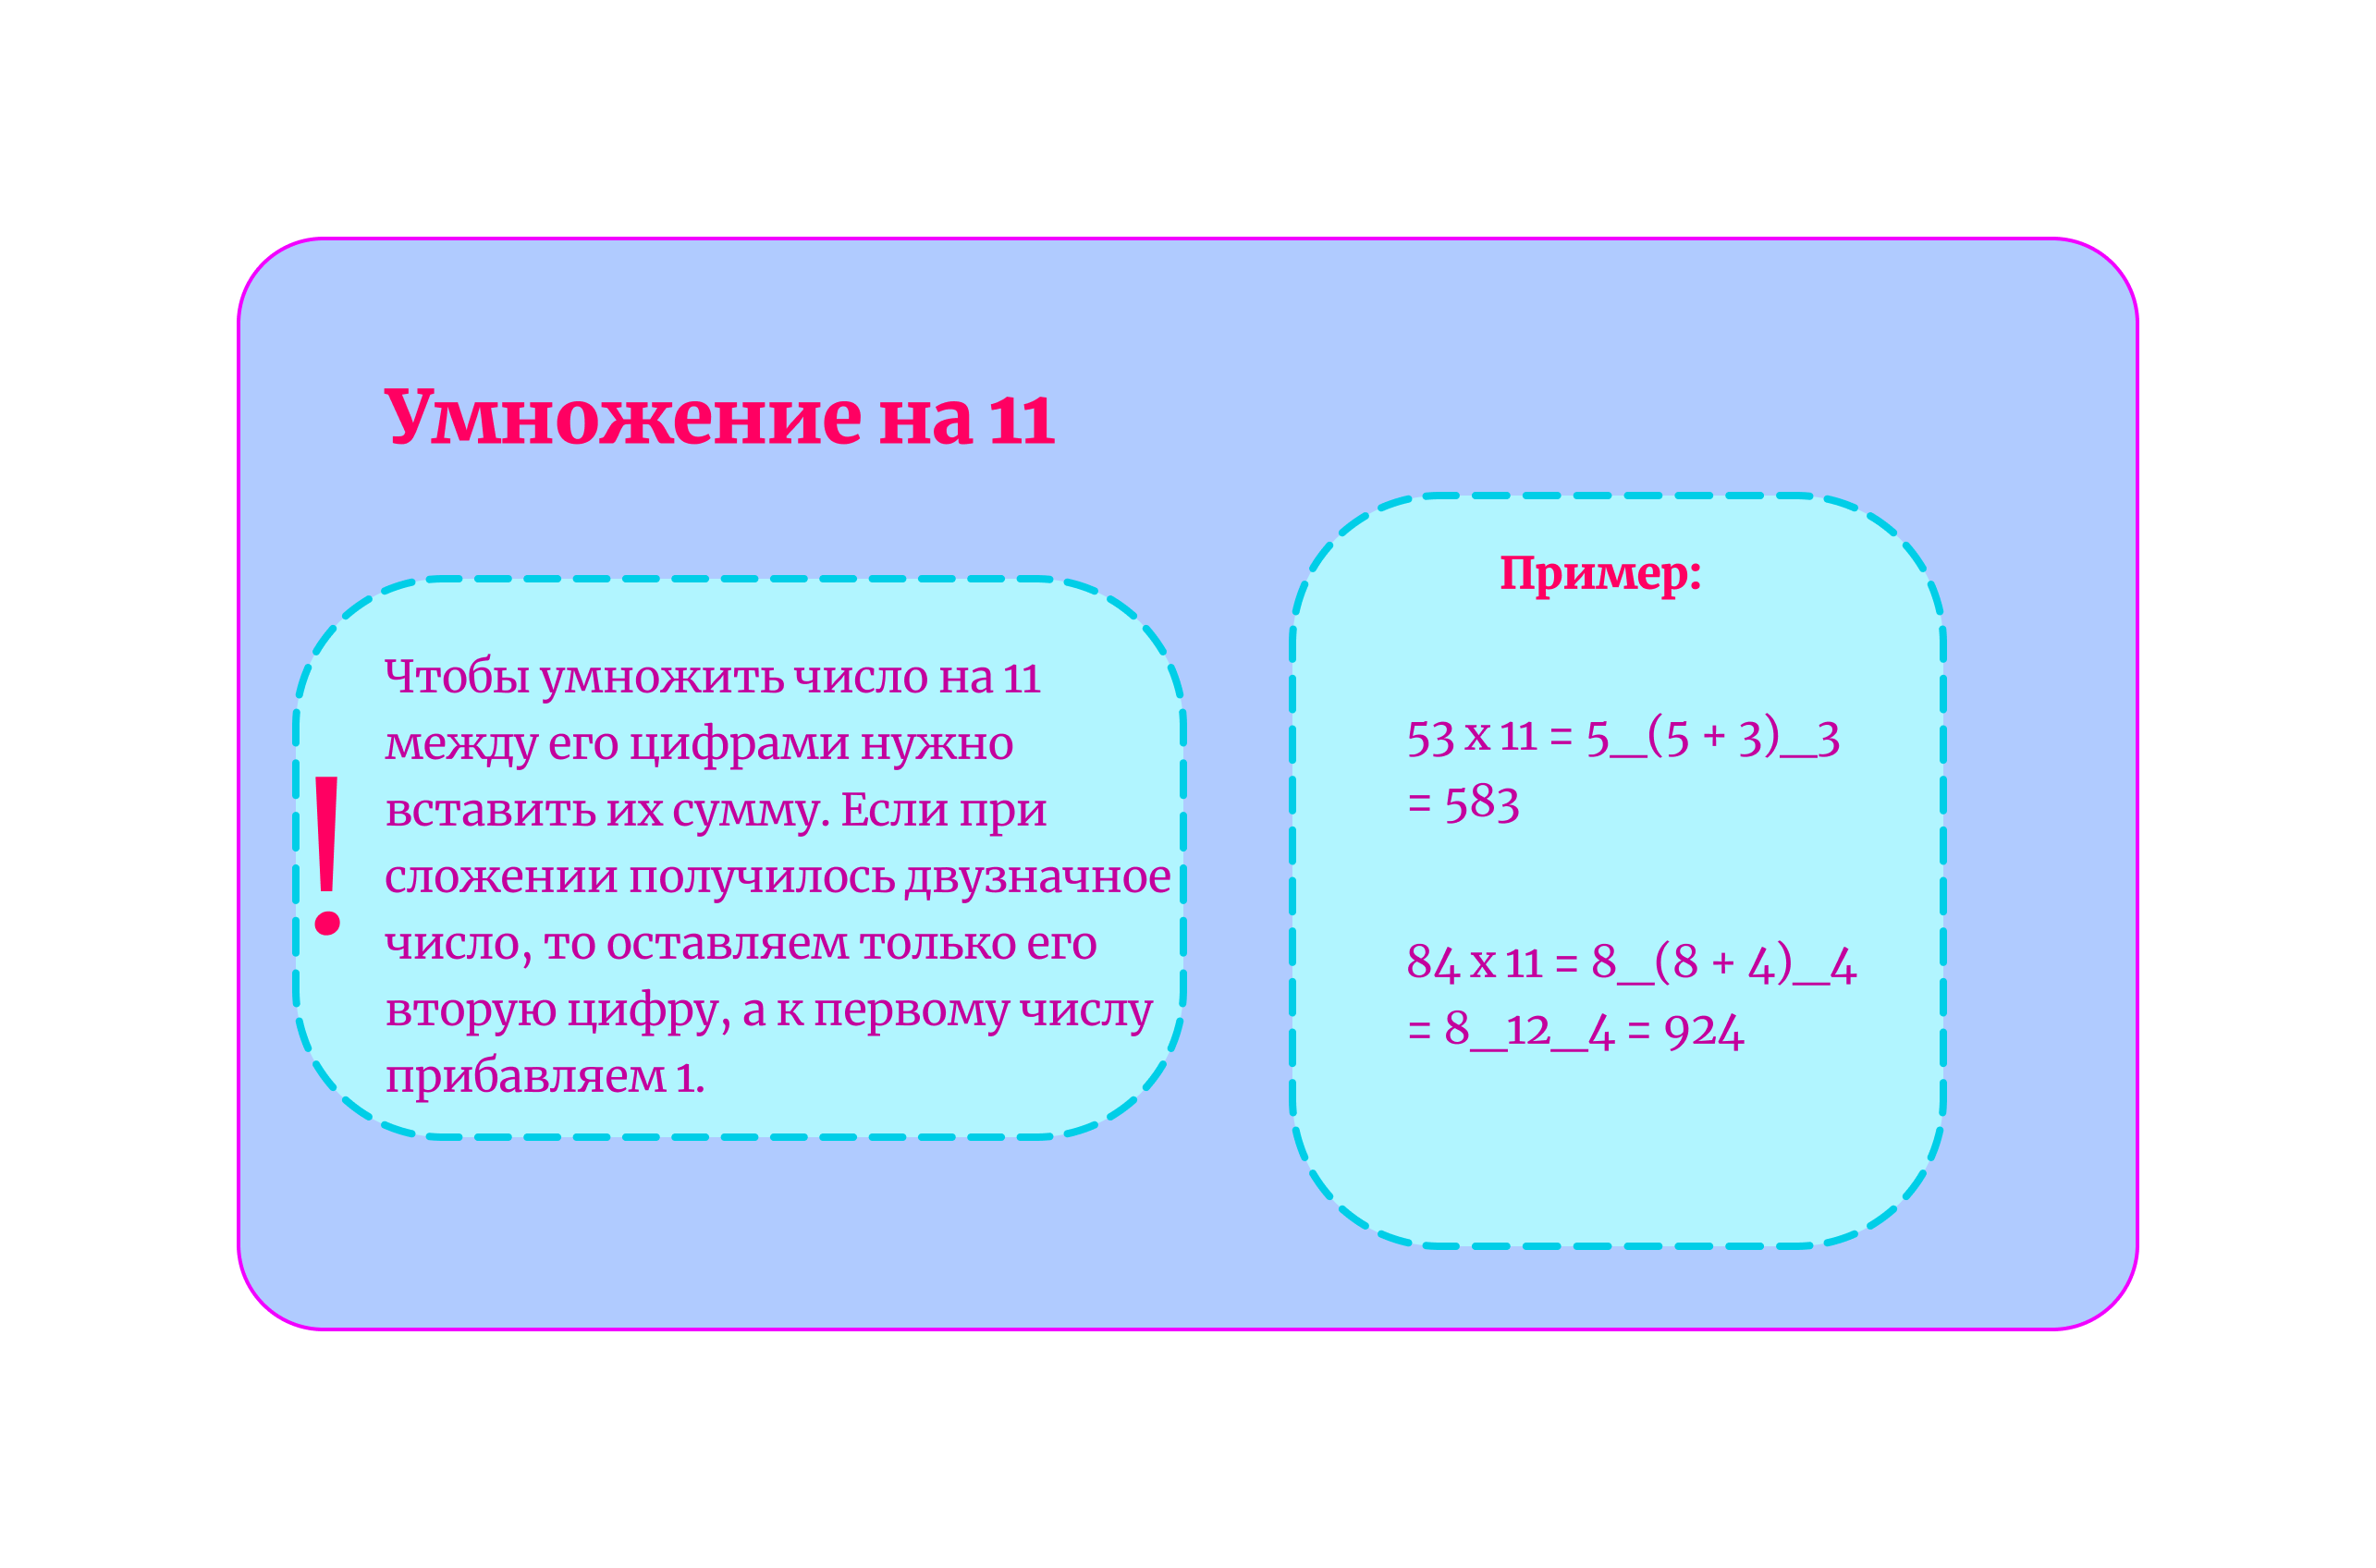 Умножение на 11
!
Чтобы умножить число на 11
между его цифрами нужно
вставить их сумму. Если при
сложении получилось двузначное
число, то оставляем только его
вторую цифру, а к первому числу
прибавляем 1.
Пример:
53 х 11 = 5__(5 + 3)__3
= 583
84 х 11 = 8__(8 + 4)__4
= 8__12__4 = 924